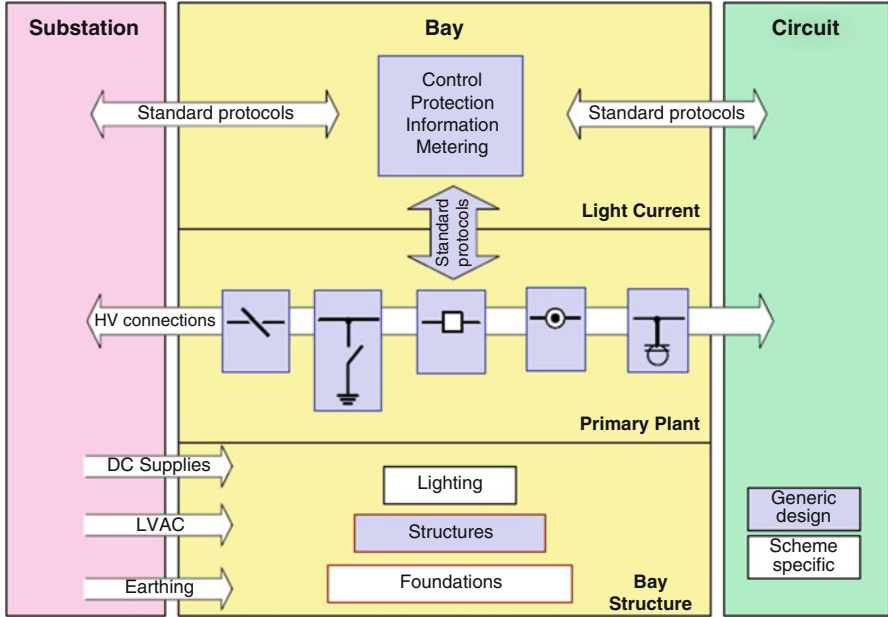 Substation
Bay
Circuit
Control
Protection
Information
Metering
Standard protocols
Standard protocols
Light Current
Standard
protocols
HV connections
Primary Plant
DC Supplies
Lighting
LVAC
Structures
Earthing
Foundations
Bay
Structure
Generic
design
Scheme
specific